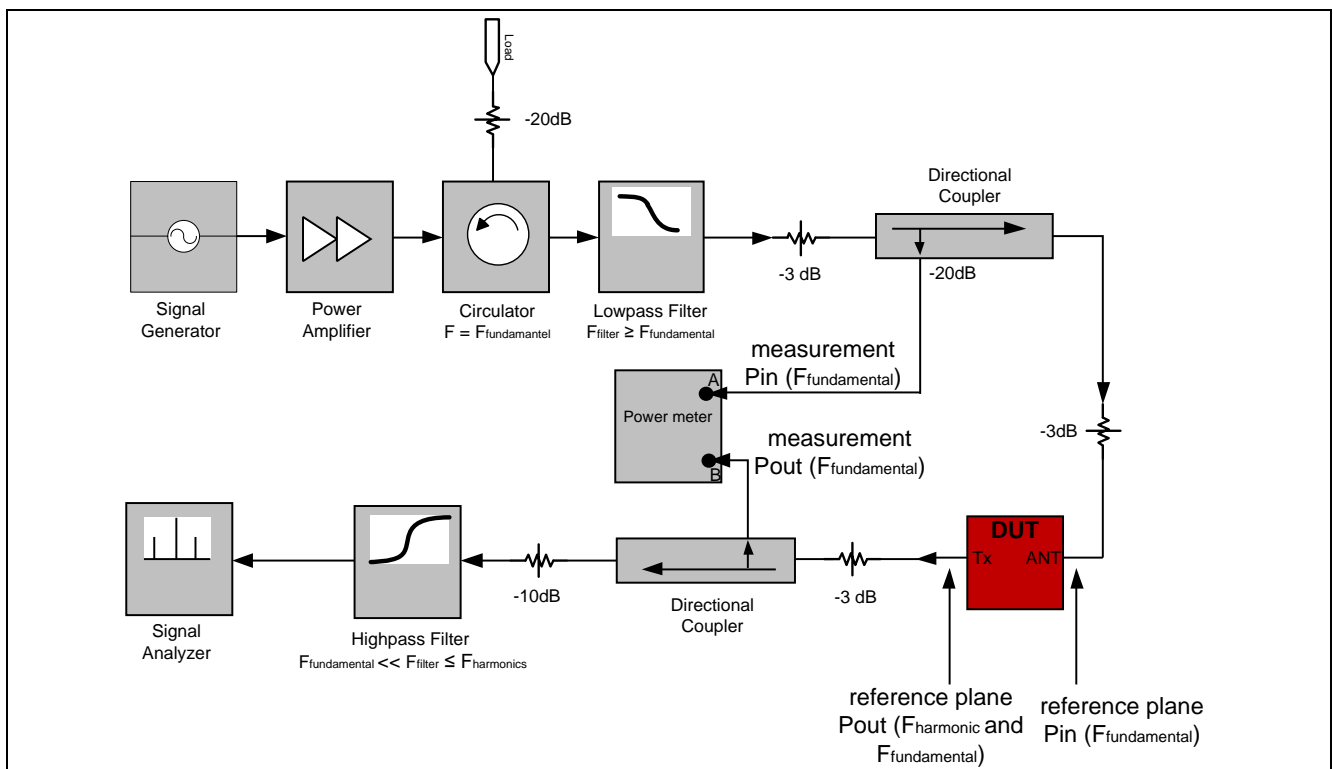 Load
-20dB
Directional
Coupler
-20dB
-3 dB
Signal
Generator
Power
Amplifier
Circulator
F = Ffundamantel
Lowpass Filter
Ffilter ≥ Ffundamental
measurement
Pin (Ffundamental)
A
Power meter
B
measurement
Pout (Ffundamental)
-3dB
DUT
Tx
ANT
-3 dB
Directional
Coupler
-10dB
Highpass Filter
Ffundamental << Ffilter ≤ Fharmonics
Signal
Analyzer
reference plane
Pout (Fharmonic and
Ffundamental)
reference plane
Pin (Ffundamental)